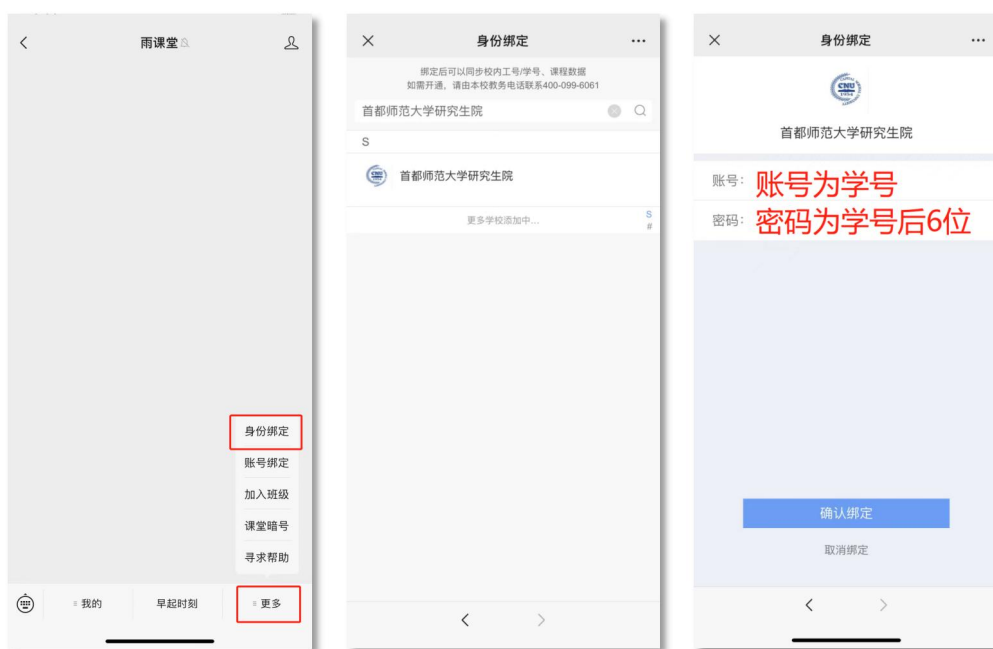 雨课堂
身份绑定
账号绑定
加入班级
课堂暗号
寻求帮助
我的
早起时刻
更多
身份绑定
绑定后可以同步校内工号/学号、课程数据
如需开通，请由本校教务电话联系400-099-6061
首都师范大学研究生院
S
首都师范大学研究生院
更多学校添加中...
S
#
身份绑定
CNU
1954
首都师范大学研究生院
账号: 账号为学号
密码: 密码为学号后6位
确认绑定
取消绑定